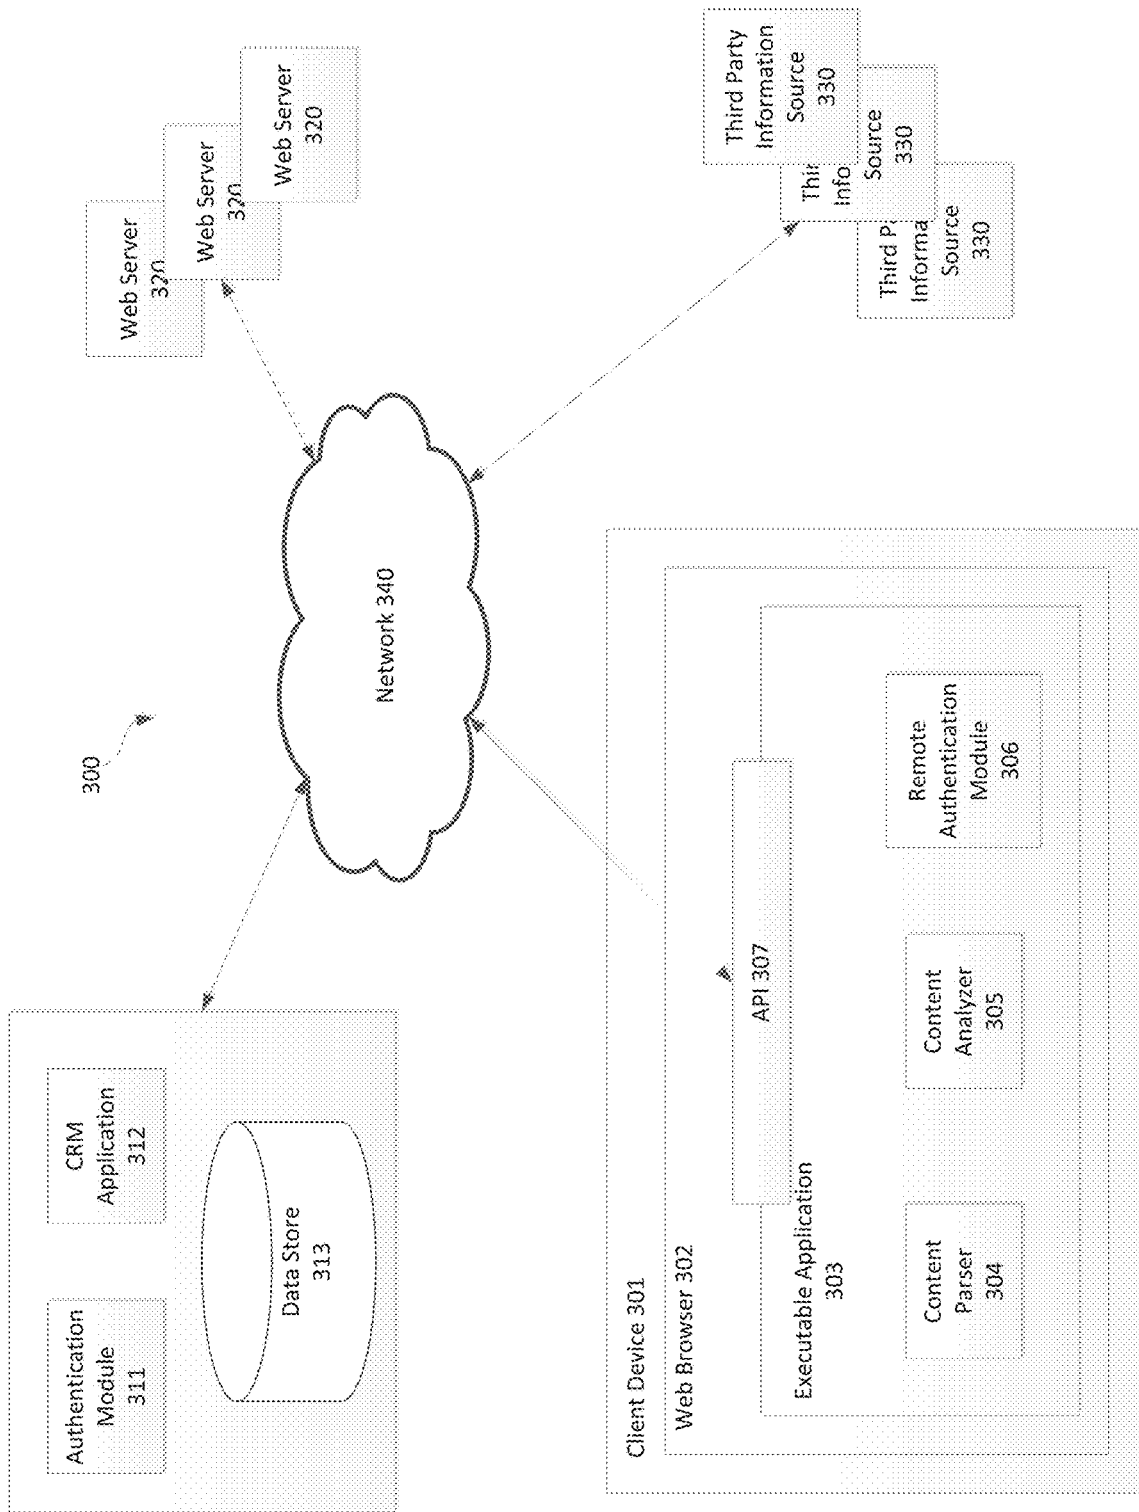 300
Authentication
Module
311
CRM
Application
312
Data Store
313
Network 340
Web Server
320
Web Server
320
Web Server
320
Client Device 301
Web Browser 302
API 307
Executable Application
303
Content
Parser
304
Content
Analyzer
305
Remote
Authentication
Module
306
Third Party
Information
Source
330
Source
330
Third
Source
330